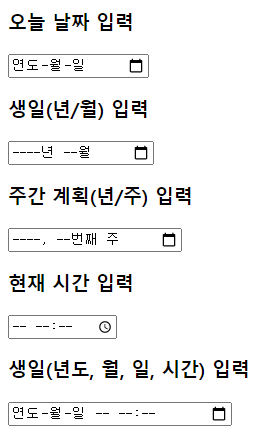 오늘 날짜 입력
연도-월-일
생일(년/월) 입력
----년 --월
주간 계획(년/주) 입력
----, --번째 주
현재 시간 입력
-- --:--
생일(년도, 월, 일, 시간) 입력
연도-월-일 -- --:--